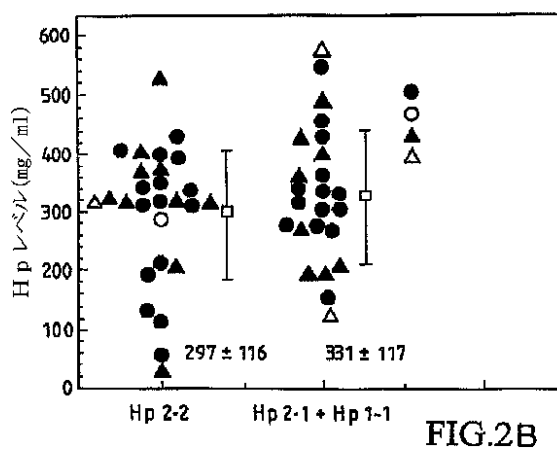 Hpレベル(mg/ml)
600
500
400
300
200
100
0
297 ± 116
331 ± 117
Hp 2-2
Hp 2-1 + Hp 1-1
FIG.2B